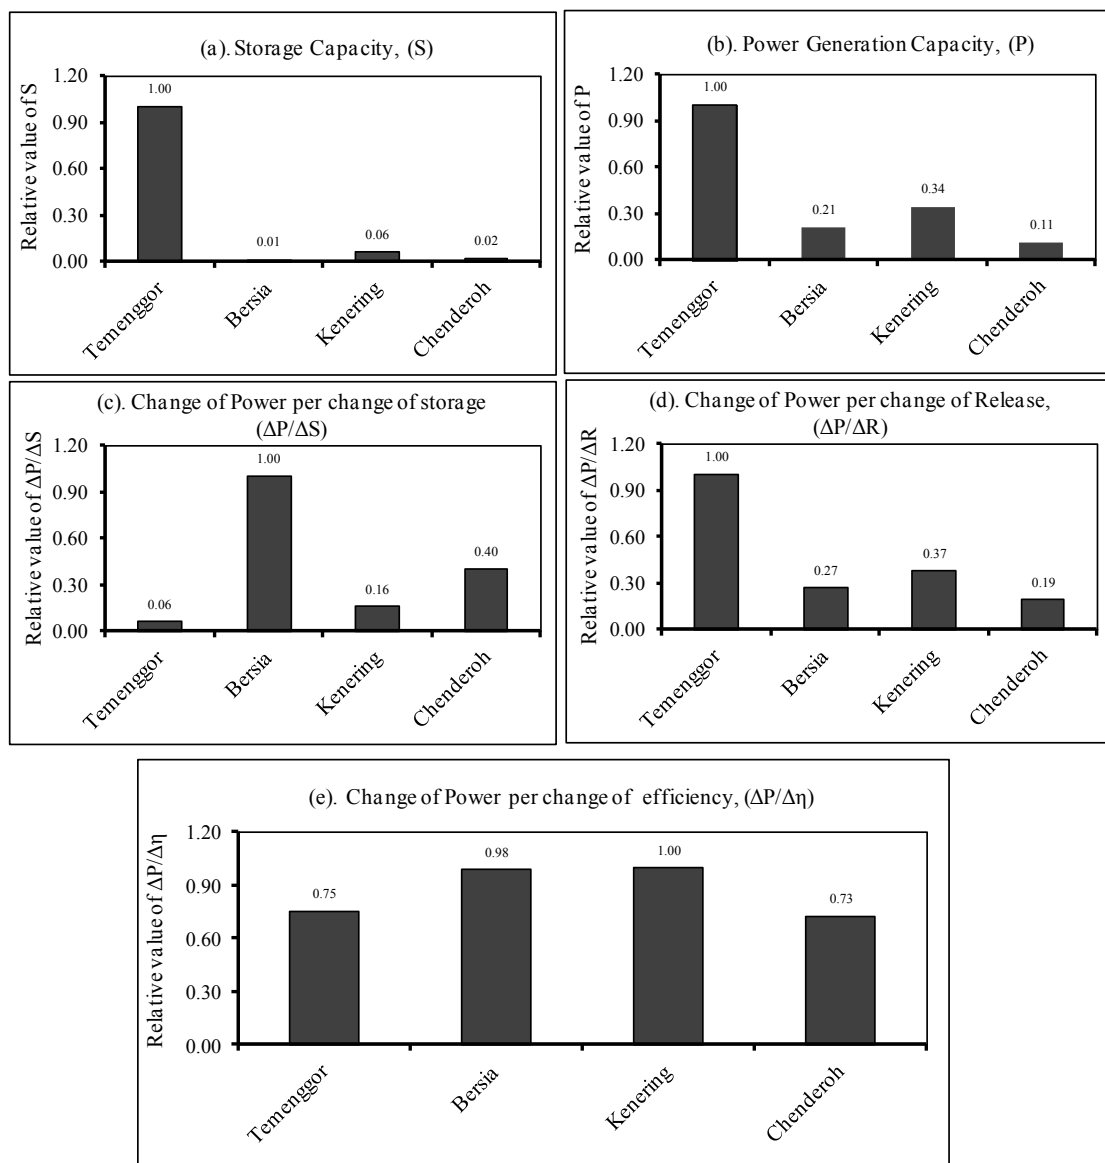 (a). Storage Capacity, (S)
Relative value of S
1.20
0.90
0.60
0.30
0.00
1.00
0.01
0.06
0.02
Temenggor
Bersia
Kenering
Chenderoh
(b). Power Generation Capacity, (P)
Relative value of P
1.20
0.90
0.60
0.30
0.00
1.00
0.21
0.34
0.11
Temenggor
Bersia
Kenering
Chenderoh
(c). Change of Power per change of storage
(ΔP/ΔS)
Relative value of ΔP/ΔS
1.20
0.90
0.60
0.30
0.00
0.06
1.00
0.16
0.40
Temenggor
Bersia
Kenering
Chenderoh
(d). Change of Power per change of Release,
(ΔP/ΔR)
Relative value of ΔP/ΔR
1.20
0.90
0.60
0.30
0.00
1.00
0.27
0.37
0.19
Temenggor
Bersia
Kenering
Chenderoh
(e). Change of Power per change of efficiency, (ΔP/Δη)
Relative value of ΔP/Δη
1.20
0.90
0.60
0.30
0.00
0.75
0.98
1.00
0.73
Temenggor
Bersia
Kenering
Chenderoh